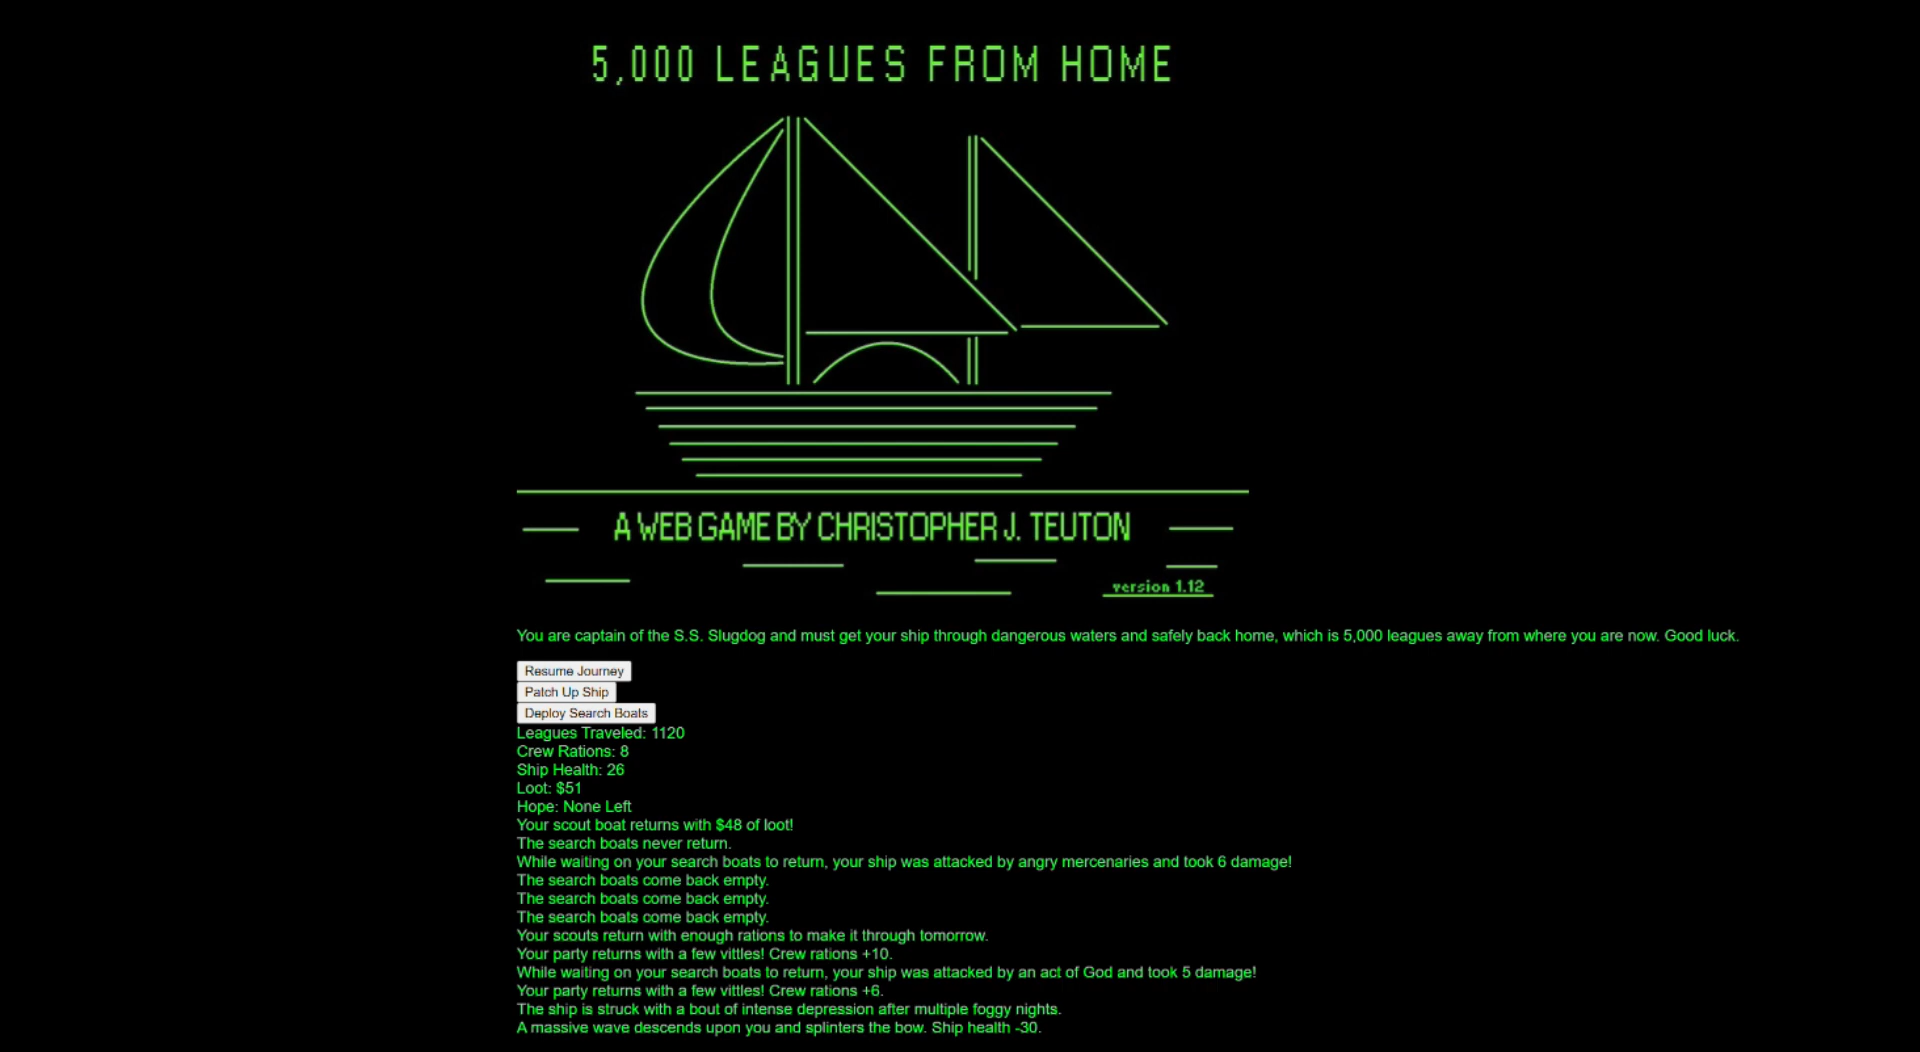 5,000 LEAGUES FROM HOME
A WEB GAME BY CHRISTOPHER J. TEUTON
version 1.12
You are captain of the S.S. Slugdog and must get your ship through dangerous waters and safely back home, which is 5,000 leagues away from where you are now. Good luck.
Resume Journey
Patch Up Ship
Deploy Search Boats
Leagues Traveled: 1120
Crew Rations: 8
Ship Health: 26
Loot: $51
Hope: None Left
Your scout boat returns with $48 of loot!
The search boats never return.
While waiting on your search boats to return, your ship was attacked by angry mercenaries and took 6 damage!
The search boats come back empty.
The search boats come back empty.
The search boats come back empty.
Your scouts return with enough rations to make it through tomorrow.
Your party returns with a few vittles! Crew rations +10.
While waiting on your search boats to return, your ship was attacked by an act of God and took 5 damage!
Your party returns with a few vittles! Crew rations +6.
The ship is struck with a bout of intense depression after multiple foggy nights.
A massive wave descends upon you and splinters the bow. Ship health -30.